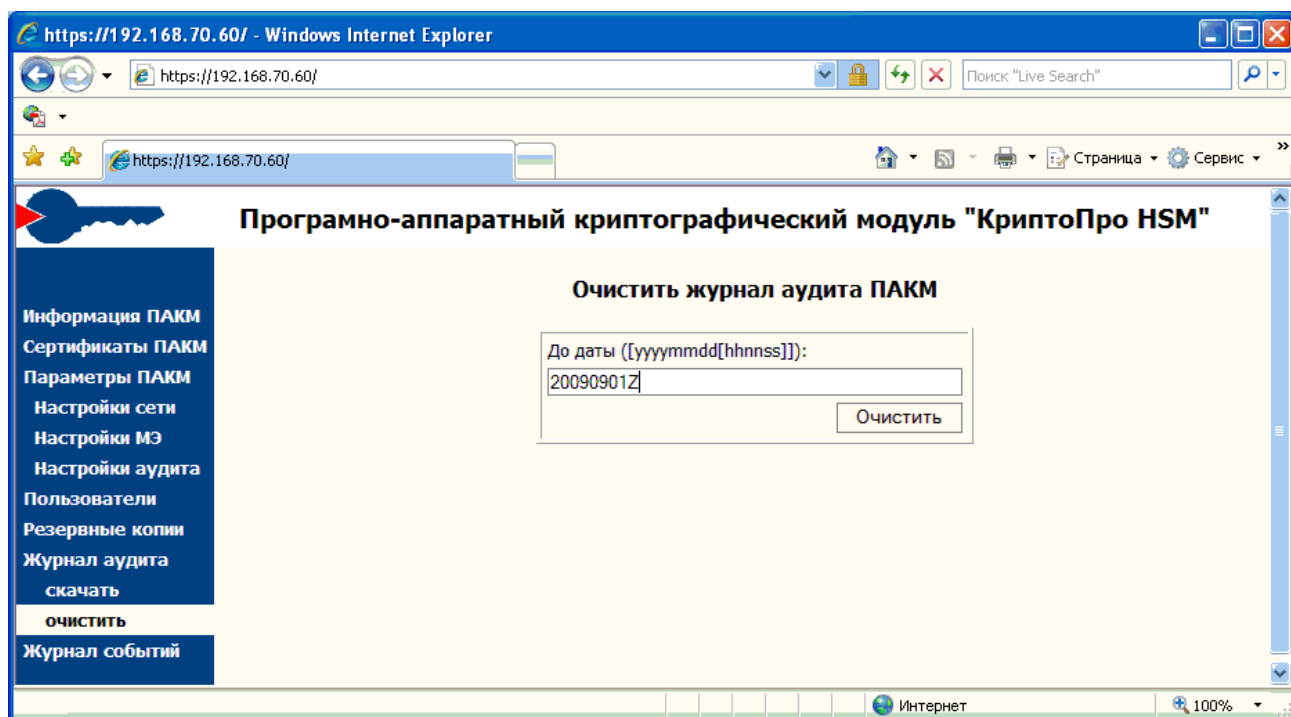 https://192.168.70.60/ - Windows Internet Explorer
https://192.168.70.60/
Поиск "Live Search"
https://192.168.70.60/
Страница
Сервис
»
Програмно-аппаратный криптографический модуль "КриптоПро HSM"
Информация ПАКМ
Сертификаты ПАКМ
Параметры ПАКМ
Настройки сети
Настройки МЭ
Настройки аудита
Пользователи
Резервные копии
Журнал аудита
скачать
очистить
Журнал событий
Очистить журнал аудита ПАКМ
До даты ([yyyymmdd[hhnnss]]):
20090901Z
Очистить
Интернет
100%